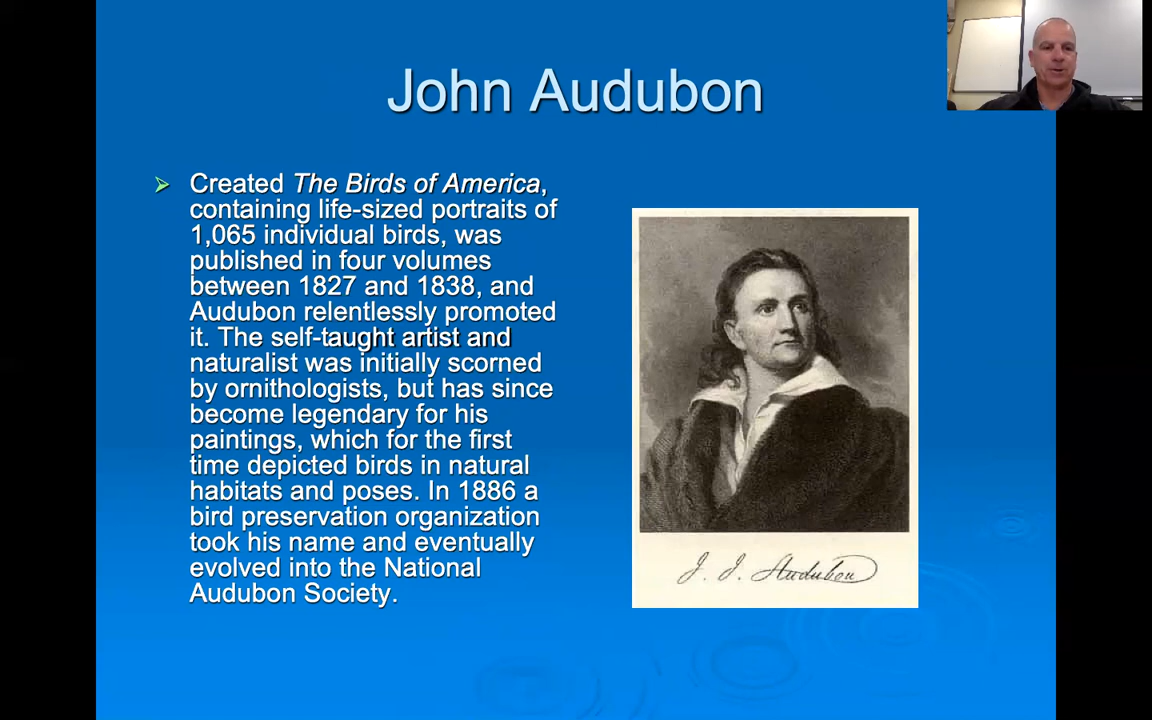 John Audubon
Created The Birds of America,
containing life-sized portraits of
1,065 individual birds, was
published in four volumes
between 1827 and 1838, and
Audubon relentlessly promoted
it. The self-taught artist and
naturalist was initially scorned
by ornithologists, but has since
become legendary for his
paintings, which for the first
time depicted birds in natural
habitats and poses. In 1886 a
bird preservation organization
took his name and eventually
evolved into the National
Audubon Society.
J. J. Audubon